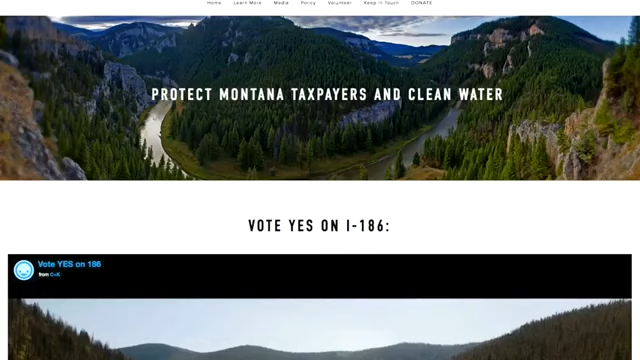 Home Learn More Media Policy Volunteer Keep In Touch DONATE
PROTECT MONTANA TAXPAYERS AND CLEAN WATER
VOTE YES ON I-186:
Vote YES on 186
from C+K